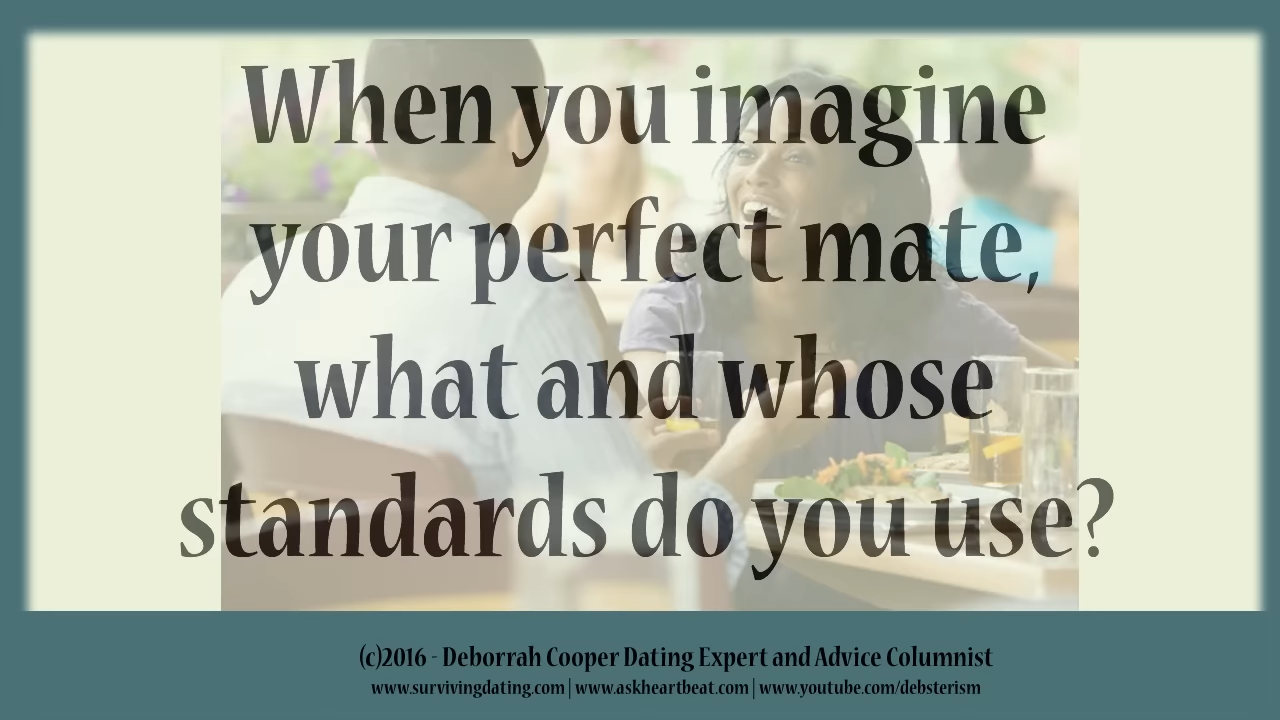 When you imagine
your perfect mate,
what and whose
standards do you use?
(c)2016 - Deborrah Cooper Dating Expert and Advice Columnist
www.survivingdating.com | www.askheartbeat.com | www.youtube.com/debsterism